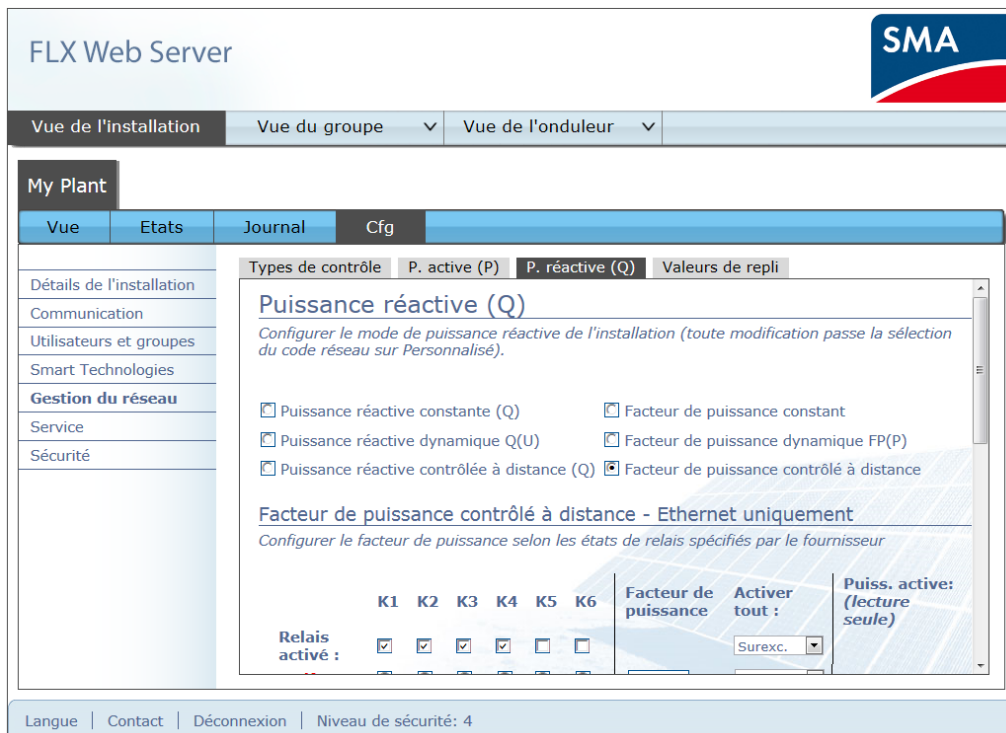 FLX Web Server
SMA
Vue de l'installation Vue du groupe Vue de l'onduleur
My Plant
Vue Etats Journal Cfg
Détails de l'installation
Communication
Utilisateurs et groupes
Smart Technologies
Gestion du réseau
Service
Sécurité
Types de contrôle P. active (P) P. réactive (Q) Valeurs de repli
Puissance réactive (Q)
Configurer le mode de puissance réactive de l'installation (toute modification passe la sélection
du code réseau sur Personnalisé).
Puissance réactive constante (Q) Facteur de puissance constant
Puissance réactive dynamique Q(U) Facteur de puissance dynamique FP(P)
Puissance réactive contrôlée à distance (Q) Facteur de puissance contrôlé à distance
Facteur de puissance contrôlé à distance - Ethernet uniquement
Configurer le facteur de puissance selon les états de relais spécifiés par le fournisseur
K1 K2 K3 K4 K5 K6
Facteur de
puissance
Activer
tout :
Puiss. active:
(lecture
seule)
Relais
activé :
Surexc.
Langue | Contact | Déconnexion | Niveau de sécurité: 4